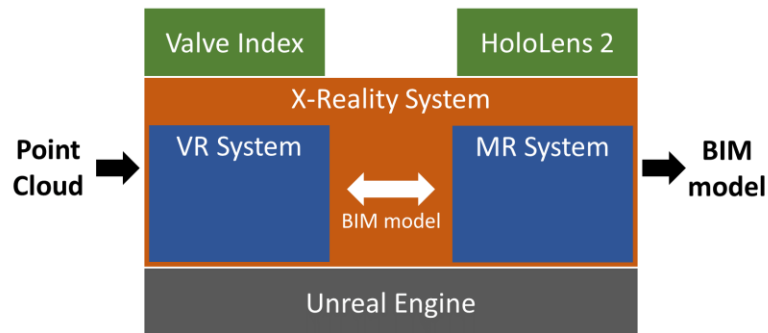 Valve Index
HoloLens 2
X-Reality System
Point
Cloud
VR System
MR System
BIM model
BIM
model
Unreal Engine